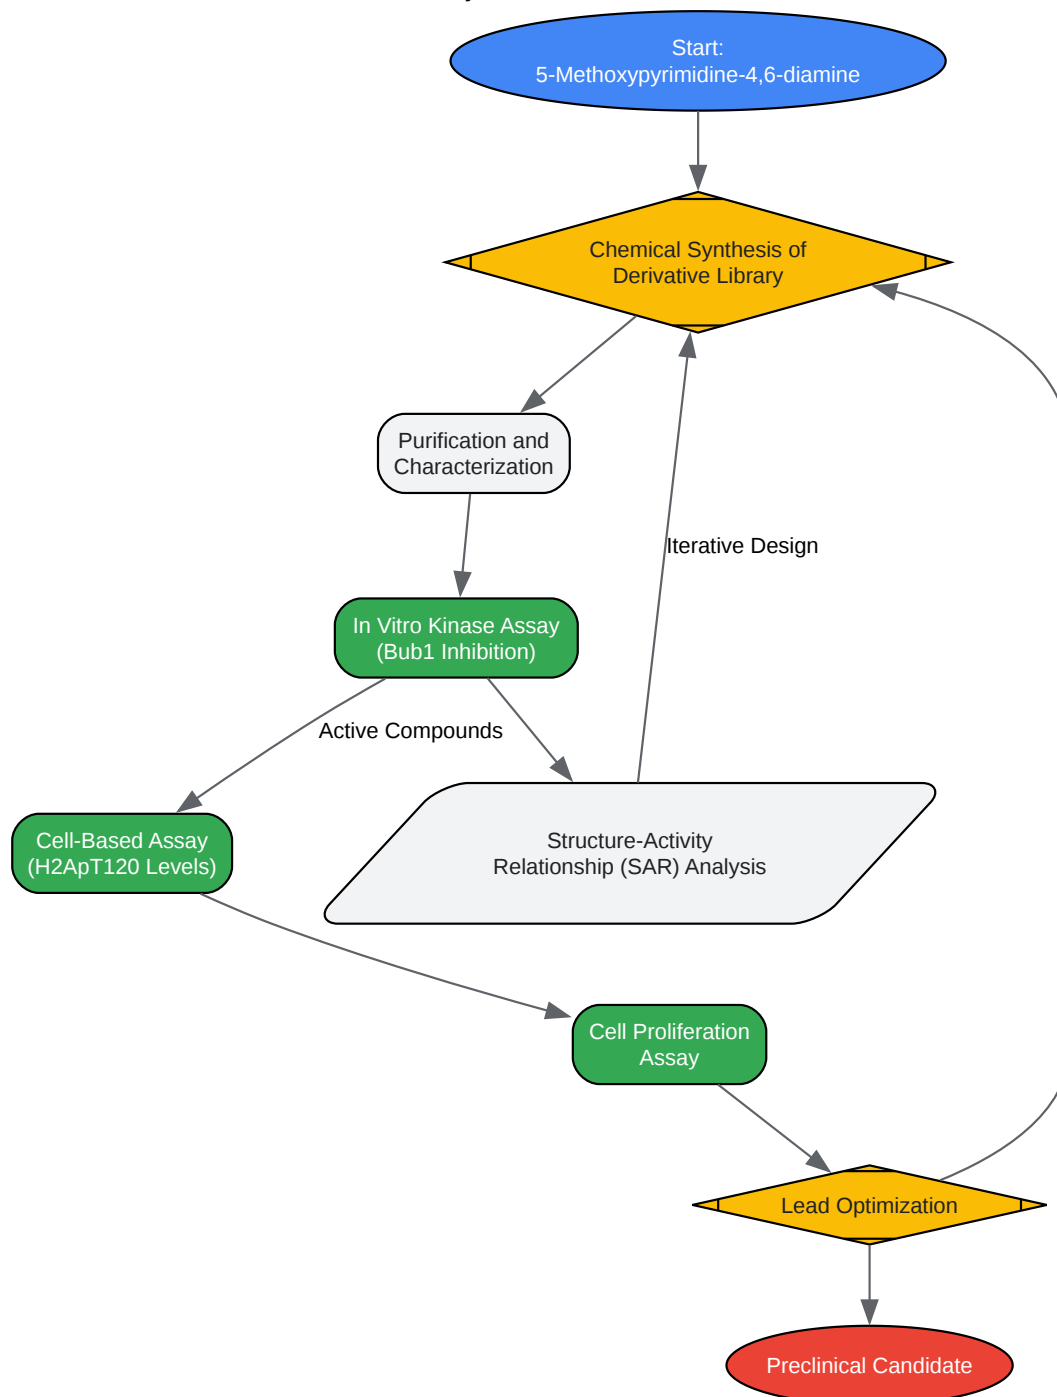 Start:
5-Methoxypyrimidine-4,6-diamine
Chemical Synthesis of
Derivative Library
Purification and
Characterization
Iterative Design
In Vitro Kinase Assay
(Bub1 Inhibition)
Active Compounds
Cell-Based Assay
(H2ApT120 Levels)
Structure-Activity
Relationship (SAR) Analysis
Cell Proliferation
Assay
Lead Optimization
Preclinical Candidate